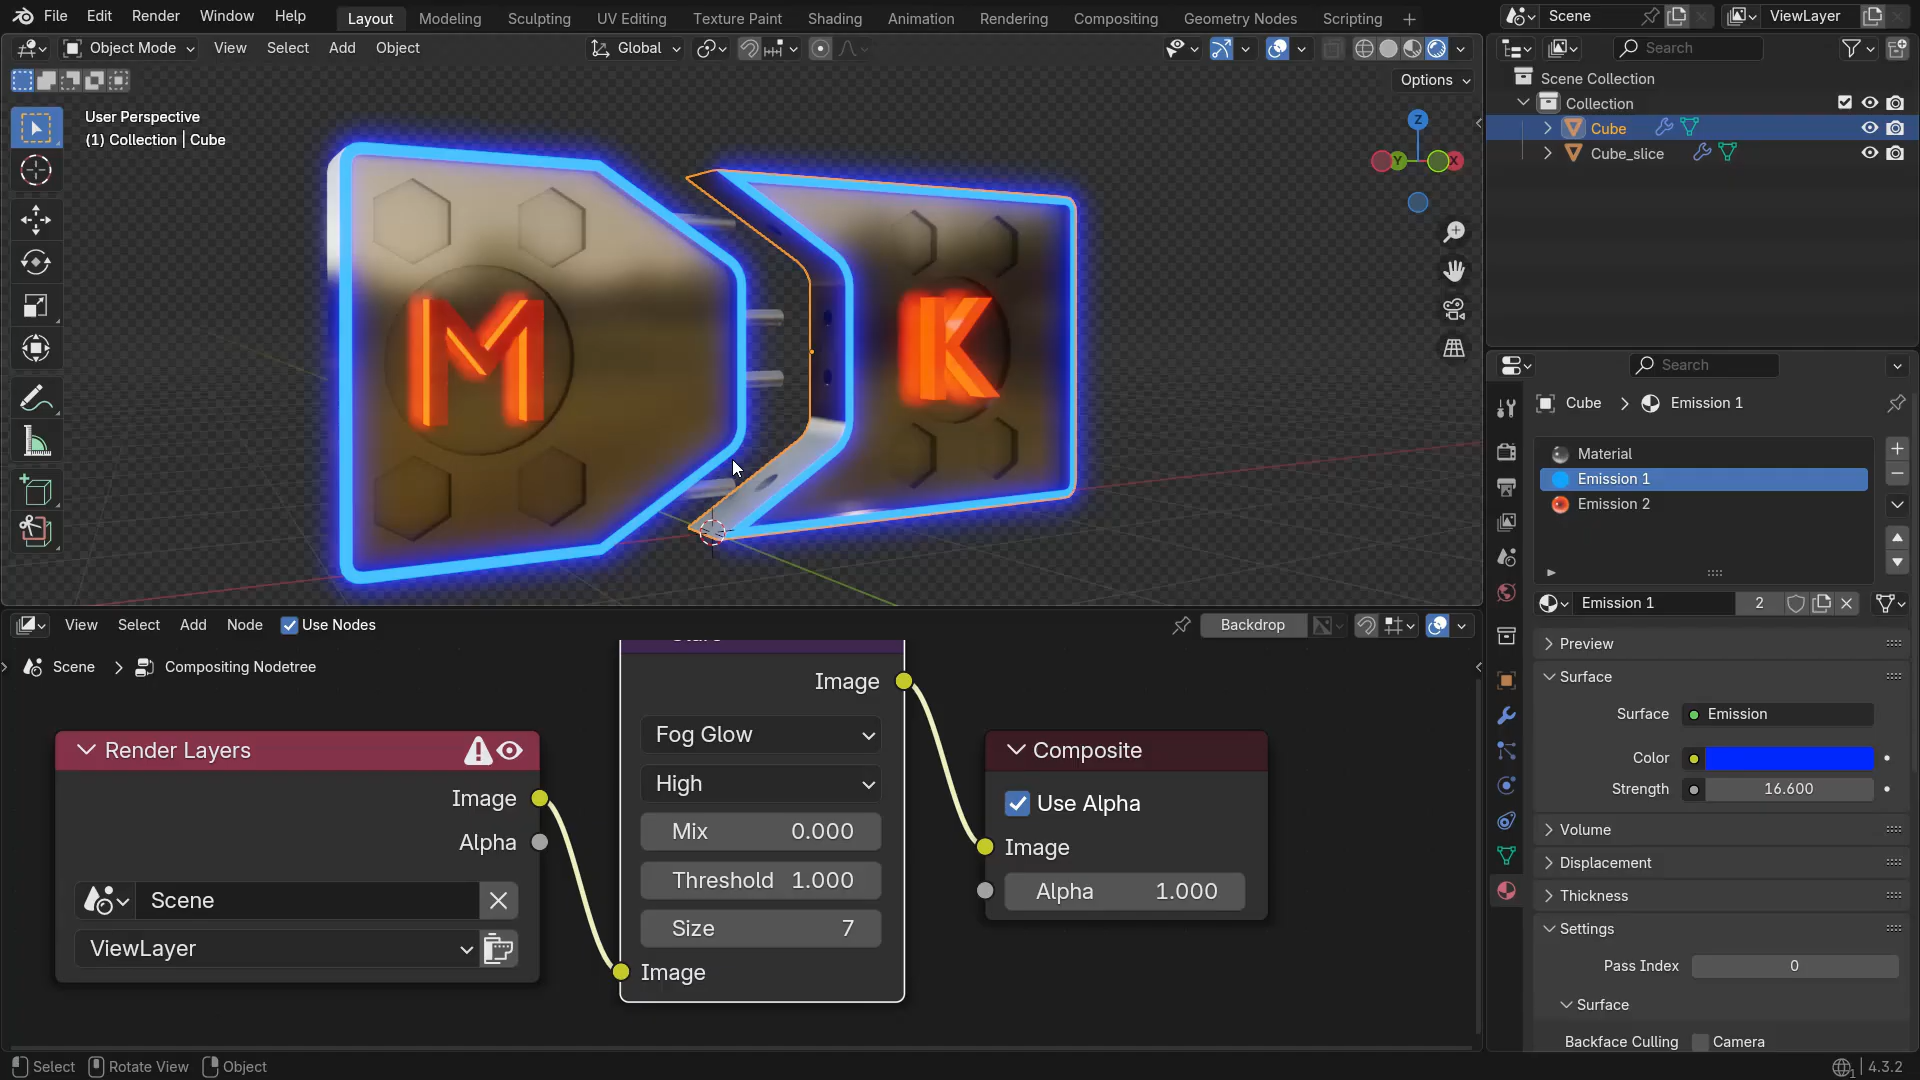 File Edit Render Window Help Layout Modeling Sculpting UV Editing Texture Paint Shading Animation Rendering Compositing Geometry Nodes Scripting Scene ViewLayer
Object Mode View Select Add Object Global Search
Options
User Perspective
(1) Collection | Cube
Z
Y X
M K
Scene Collection
Collection
Cube
Cube_slice
Search
Cube Emission 1
Material
Emission 1
Emission 2
Emission 1 2
Preview
Surface
Surface Emission
Color
Strength 16.600
Volume
Displacement
Thickness
Settings
Pass Index 0
Surface
Backface Culling Camera
View Select Add Node Use Nodes Backdrop
Scene Compositing Nodetree
Render Layers
Image
Alpha
Scene
ViewLayer
Image
Fog Glow
High
Mix 0.000
Threshold 1.000
Size 7
Image
Composite
Use Alpha
Image
Alpha 1.000
Select Rotate View Object 4.3.2